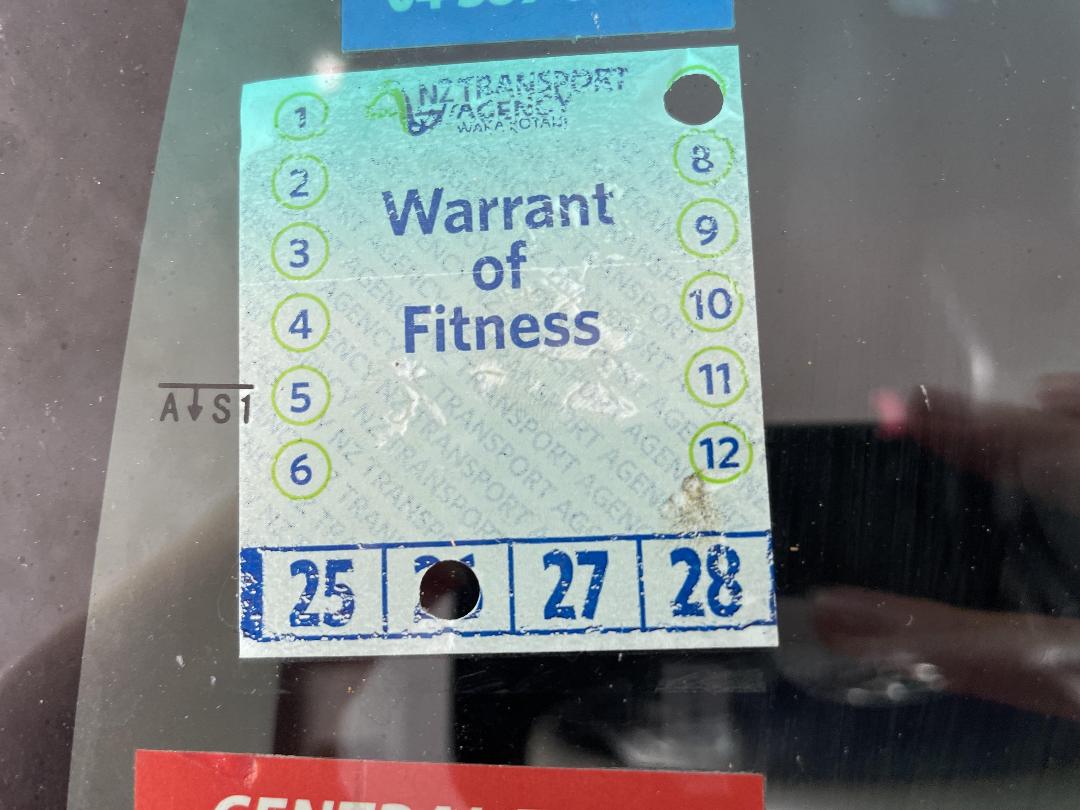 1
NZ TRANSPORT
AGENCY
WAKA KOTAHI
2
8
Warrant
of
Fitness
3
9
4
10
5
11
6
12
A↓S1
25
27
28